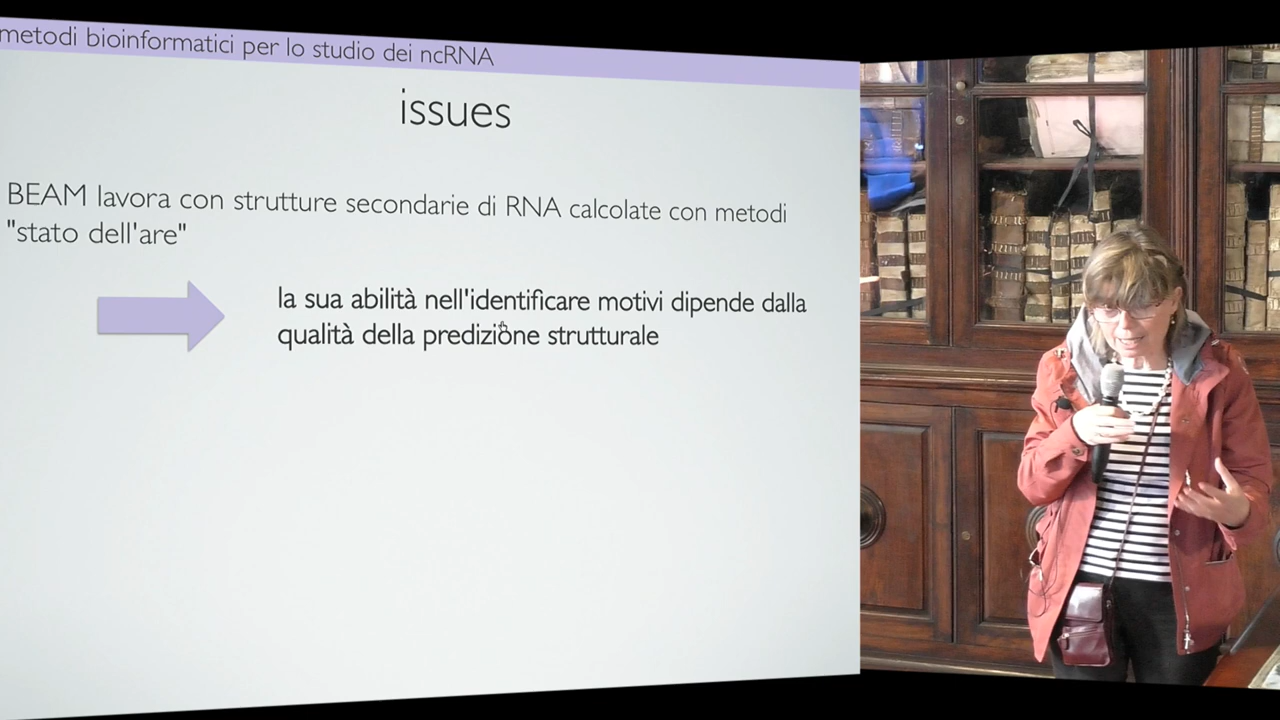 metodi bioinformatici per lo studio dei ncRNA
issues
BEAM lavora con strutture secondarie di RNA calcolate con metodi
"stato dell'are"
la sua abilità nell'identificare motivi dipende dalla
qualità della predizione strutturale